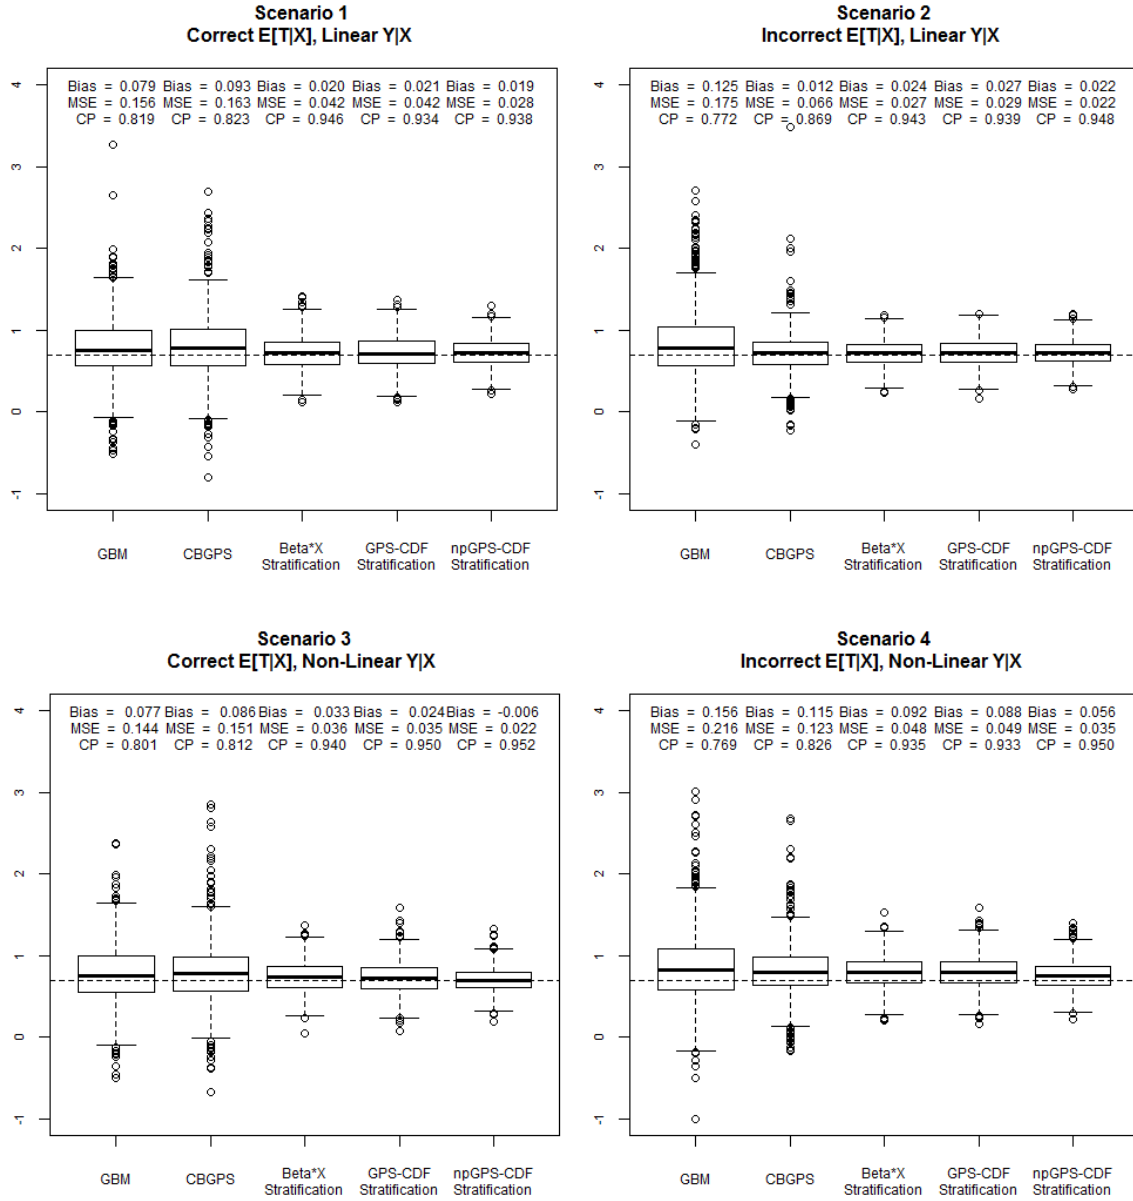 Scenario 1
Correct E[T|X], Linear Y|X
Bias = 0.079 Bias = 0.093 Bias = 0.020 Bias = 0.021 Bias = 0.019
MSE = 0.156 MSE = 0.163 MSE = 0.042 MSE = 0.042 MSE = 0.028
CP = 0.819 CP = 0.823 CP = 0.946 CP = 0.934 CP = 0.938
4
3
2
1
0
-1
GBM CBGPS Beta*X GPS-CDF npGPS-CDF
Stratification Stratification Stratification
Scenario 2
Incorrect E[T|X], Linear Y|X
Bias = 0.125 Bias = 0.012 Bias = 0.024 Bias = 0.027 Bias = 0.022
MSE = 0.175 MSE = 0.066 MSE = 0.027 MSE = 0.029 MSE = 0.022
CP = 0.772 CP = 0.869 CP = 0.943 CP = 0.939 CP = 0.948
4
3
2
1
0
-1
GBM CBGPS Beta*X GPS-CDF npGPS-CDF
Stratification Stratification Stratification
Scenario 3
Correct E[T|X], Non-Linear Y|X
Bias = 0.077 Bias = 0.086 Bias = 0.033 Bias = 0.024 Bias = -0.006
MSE = 0.144 MSE = 0.151 MSE = 0.036 MSE = 0.035 MSE = 0.022
CP = 0.801 CP = 0.812 CP = 0.940 CP = 0.950 CP = 0.952
4
3
2
1
0
-1
GBM CBGPS Beta*X GPS-CDF npGPS-CDF
Stratification Stratification Stratification
Scenario 4
Incorrect E[T|X], Non-Linear Y|X
Bias = 0.156 Bias = 0.115 Bias = 0.092 Bias = 0.088 Bias = 0.056
MSE = 0.216 MSE = 0.123 MSE = 0.048 MSE = 0.049 MSE = 0.035
CP = 0.769 CP = 0.826 CP = 0.935 CP = 0.933 CP = 0.950
4
3
2
1
0
-1
GBM CBGPS Beta*X GPS-CDF npGPS-CDF
Stratification Stratification Stratification